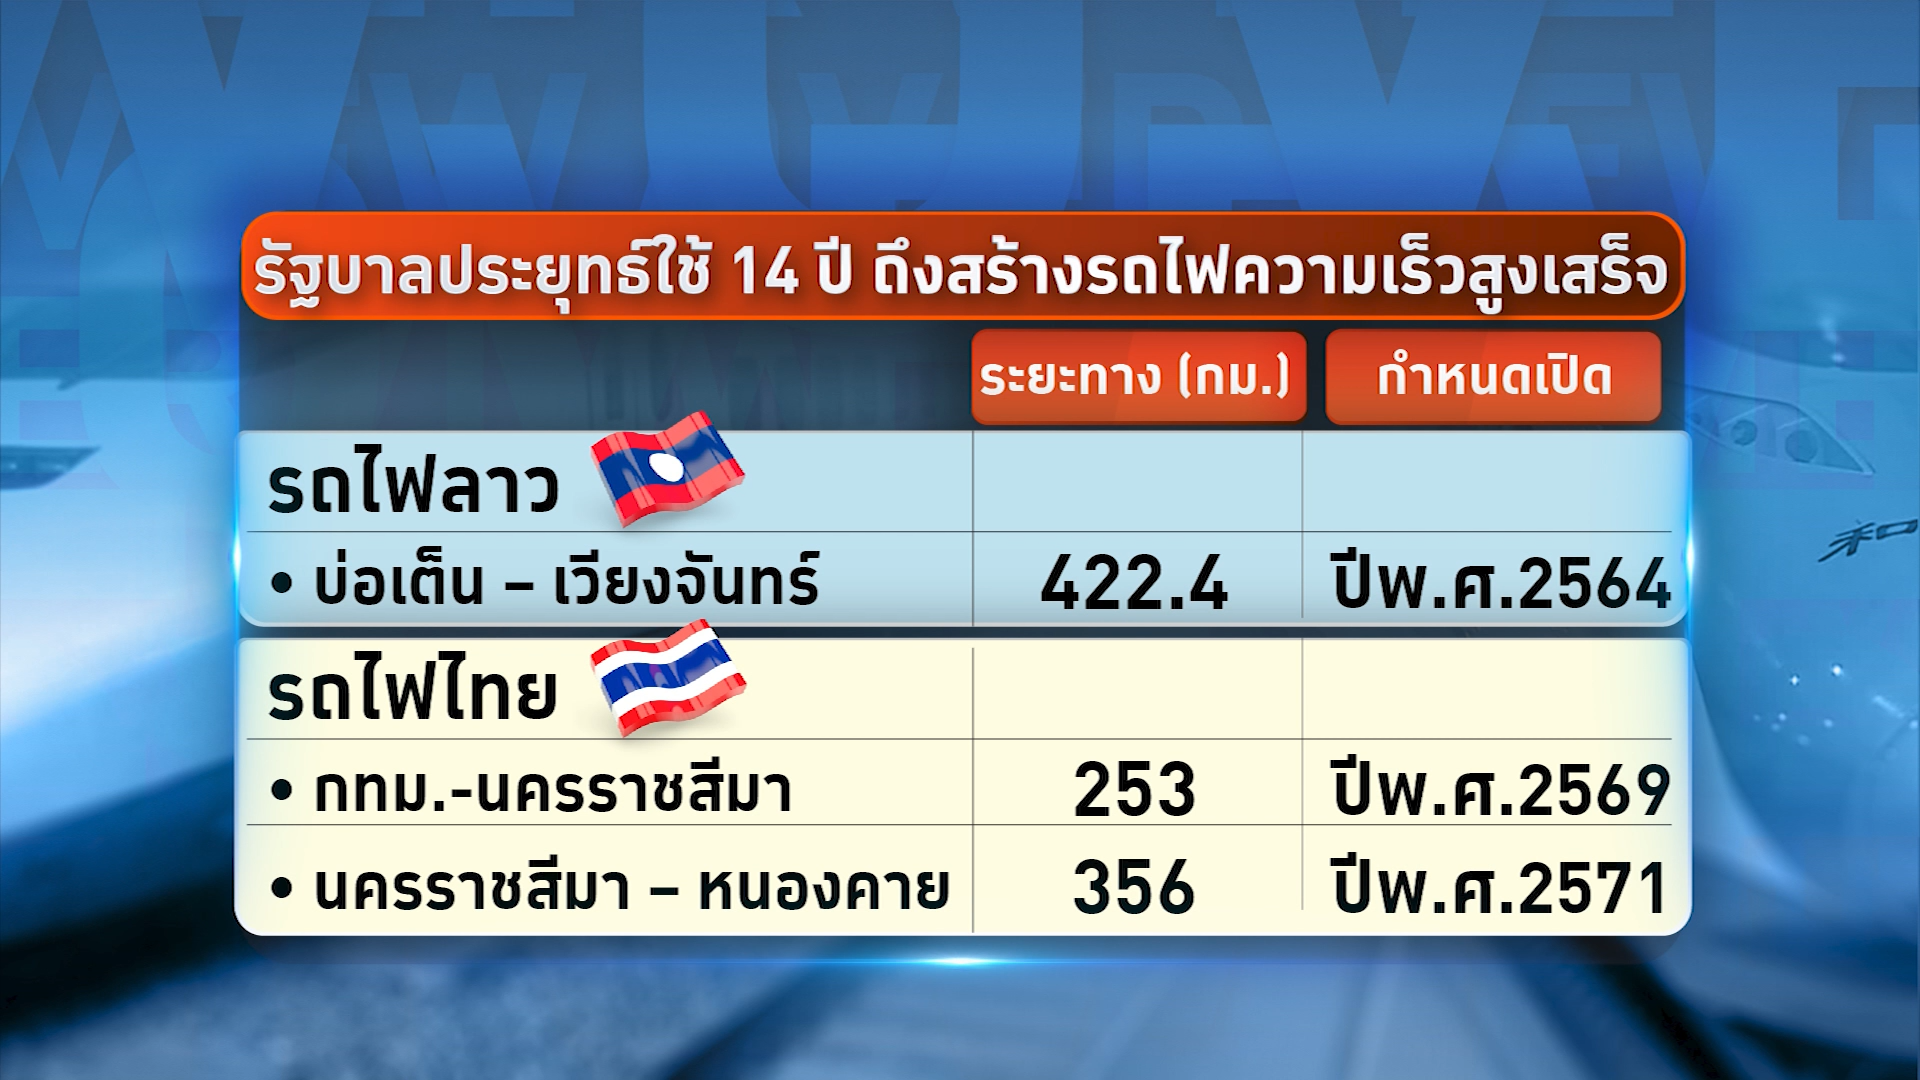 รัฐบาลประยุทธ์ใช้ 14 ปี ถึงสร้างรถไฟความเร็วสูงเสร็จ
ระยะทาง (กม.) กำหนดเปิด
รถไฟลาว
• บ่อเต็น – เวียงจันทร์ 422.4 ปีพ.ศ.2564
รถไฟไทย
• กทม.-นครราชสีมา 253 ปีพ.ศ.2569
• นครราชสีมา – หนองคาย 356 ปีพ.ศ.2571